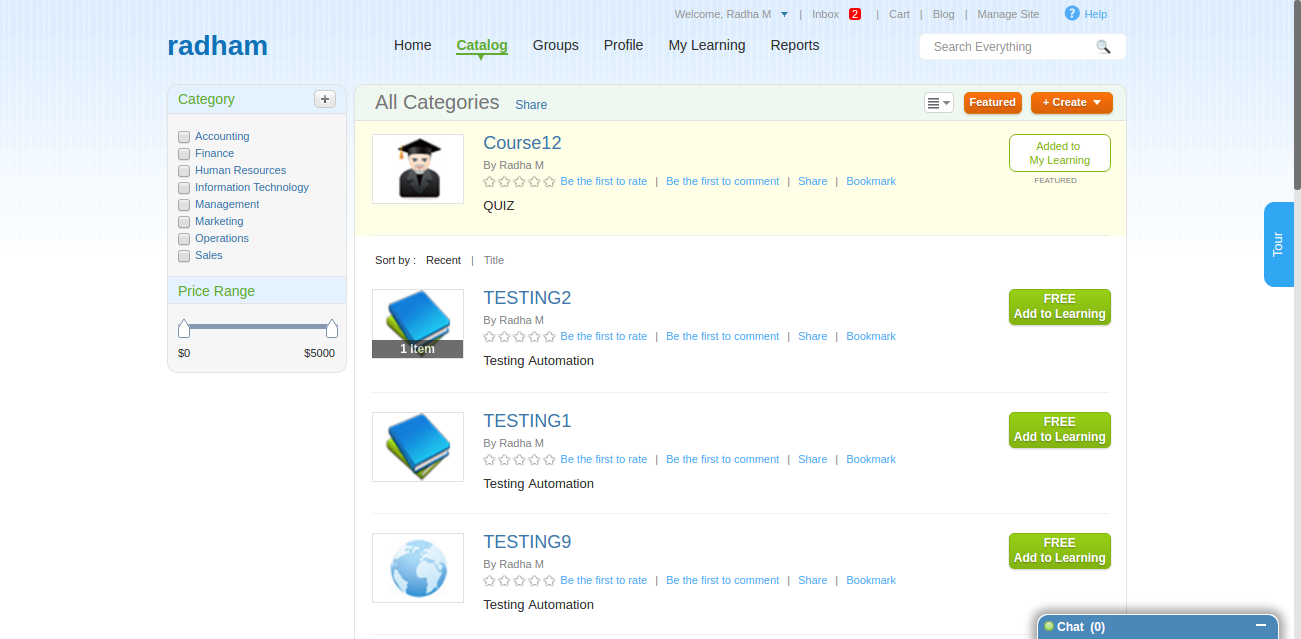 Welcome, Radha M | Inbox 2 | Cart | Blog | Manage Site ? Help
radham
Home Catalog Groups Profile My Learning Reports
Search Everything
Category +
Accounting
Finance
Human Resources
Information Technology
Management
Marketing
Operations
Sales
Price Range
$0 $5000
All Categories Share
Featured + Create
Course12
By Radha M
Be the first to rate | Be the first to comment | Share | Bookmark
QUIZ
Added to
My Learning
FEATURED
Tour
Sort by : Recent | Title
1 Item
TESTING2
By Radha M
Be the first to rate | Be the first to comment | Share | Bookmark
Testing Automation
FREE
Add to Learning
TESTING1
By Radha M
Be the first to rate | Be the first to comment | Share | Bookmark
Testing Automation
FREE
Add to Learning
TESTING9
By Radha M
Be the first to rate | Be the first to comment | Share | Bookmark
Testing Automation
FREE
Add to Learning
Chat (0)